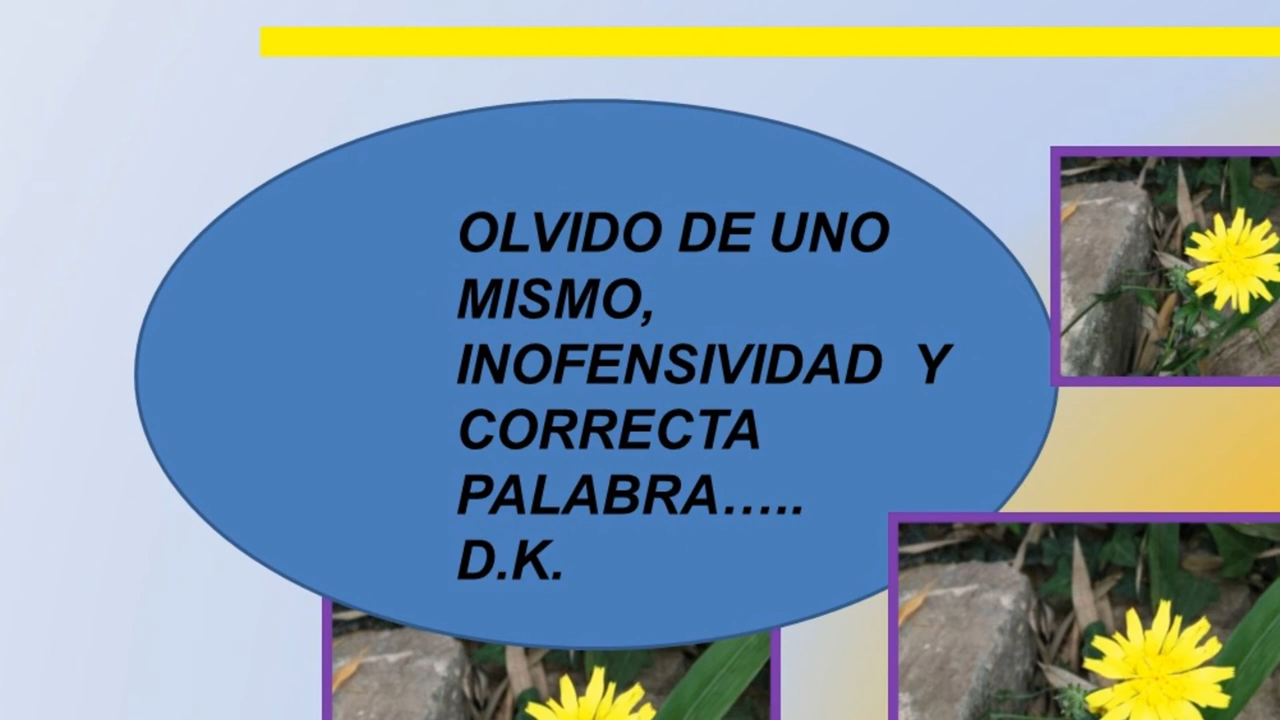 OLVIDO DE UNO
MISMO,
INOFENSIVIDAD Y
CORRECTA
PALABRA.....
D.K.